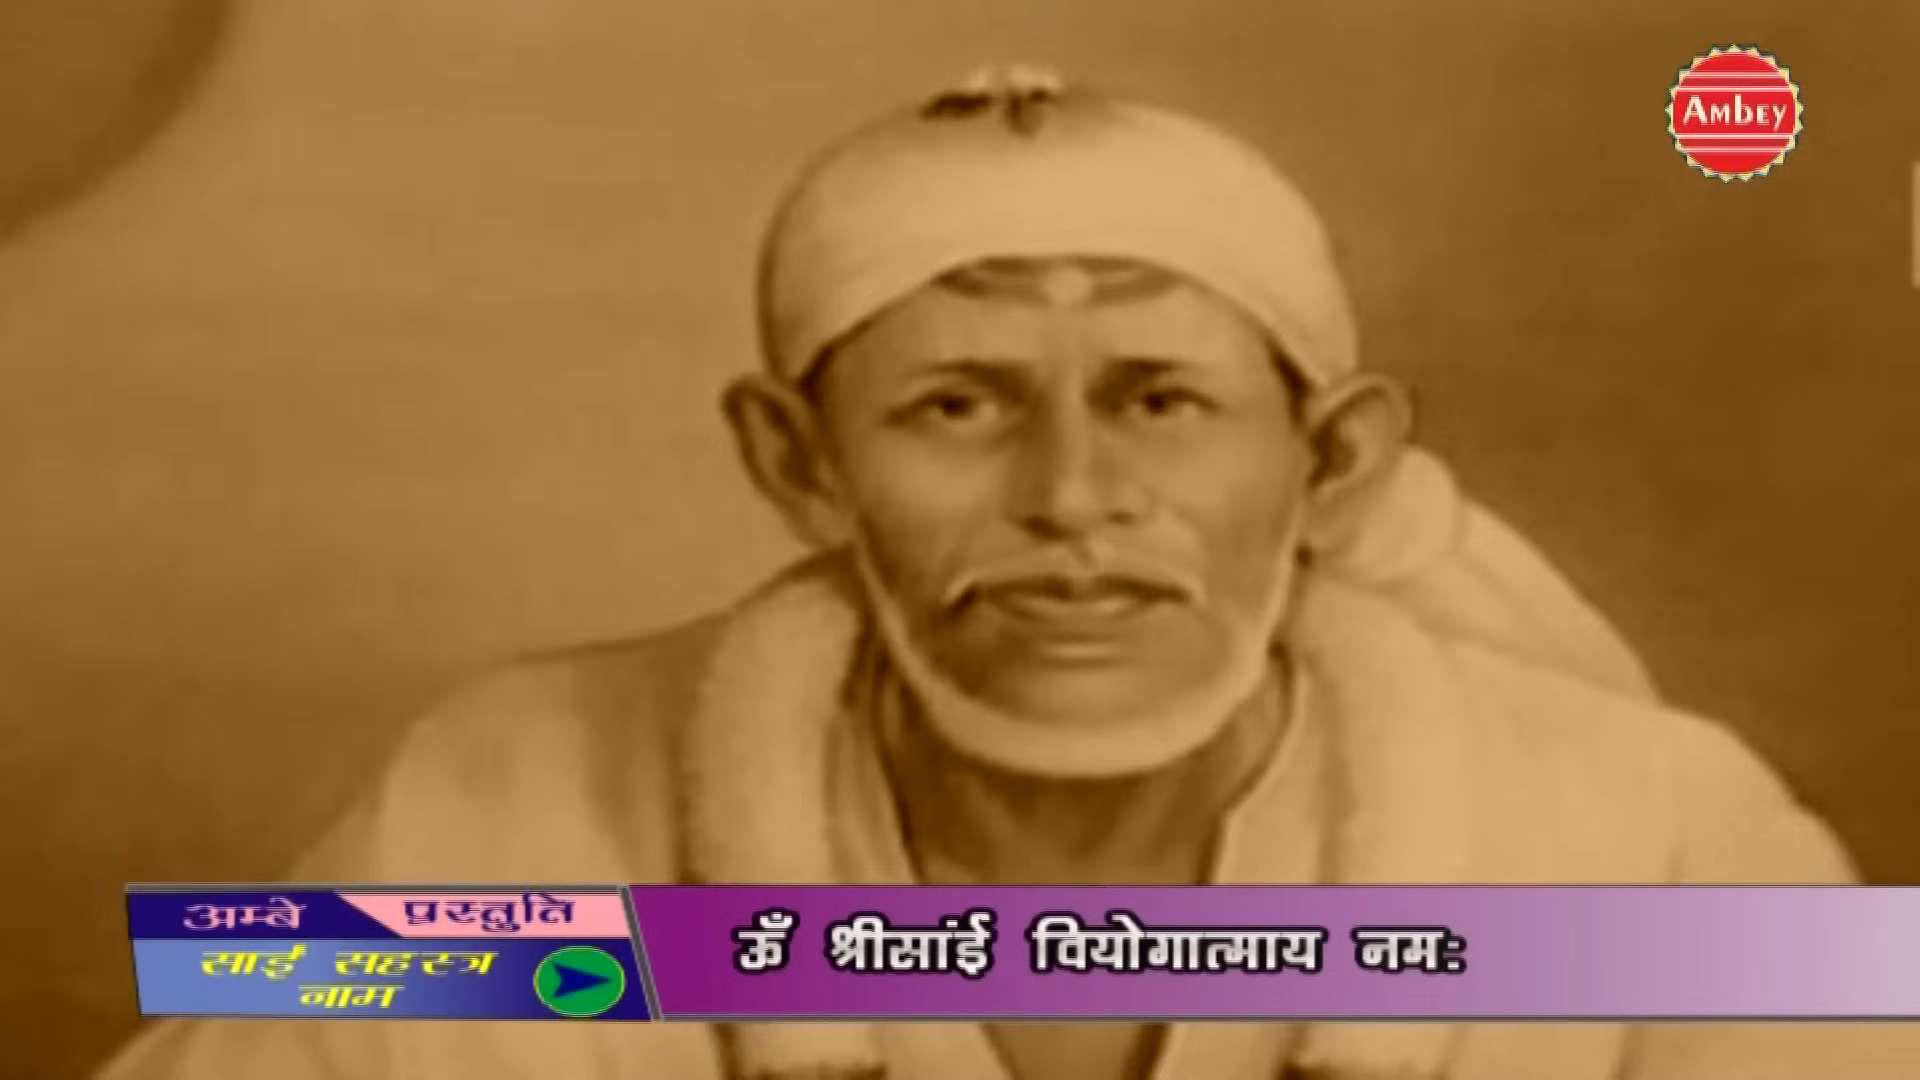 AMbEy
अम्बे प्रस्तुति
साईं सहस्त्र
नाम
ऊँ श्रीसांई वियोगात्माय नमः